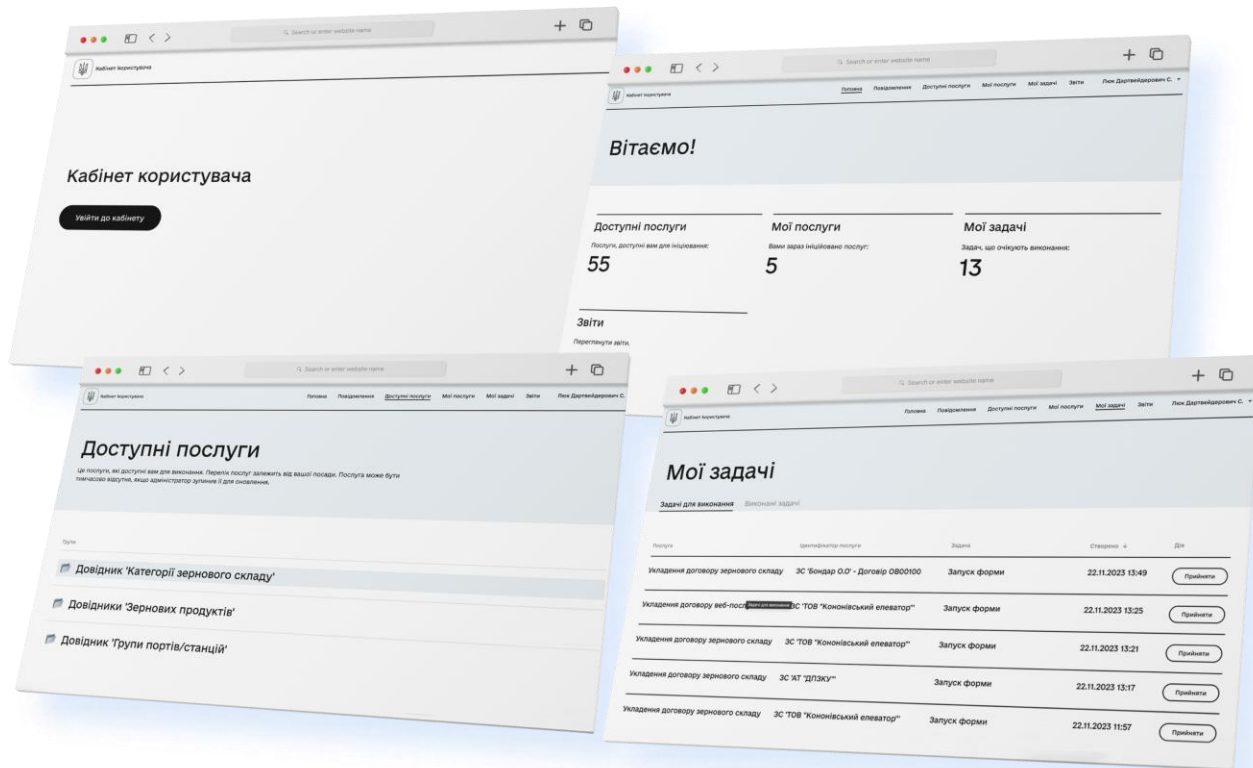 Search or enter website name
Кабінет користувача
Кабінет користувача
Увійти до кабінету
Search or enter website name
Кабінет користувача
Головна Повідомлення Доступні послуги Мої послуги Мої задачі Звіти Люк Дартвейдерович С.
Вітаємо!
Доступні послуги
Послуги, доступні вам для ініціювання:
55
Мої послуги
Вами зараз ініційовано послуг:
5
Мої задачі
Задач, що очікують виконання:
13
Звіти
Переглянути звіти,
Search or enter website name
Кабінет користувача
Головна Повідомлення Доступні послуги Мої послуги Мої задачі Звіти Люк Дартвейдерович С.
Доступні послуги
Це послуги, які доступні вам для виконання. Перелік послуг залежить від вашої посади. Послуга може бути
тимчасово відсутня, якщо адміністратор зупинив її для оновлення.
Довідник 'Категорії зернового складу'
Довідники 'Зернових продуктів'
Довідник 'Групи портів/станцій'
Search or enter website name
Кабінет користувача
Головна Повідомлення Доступні послуги Мої послуги Мої задачі Звіти Люк Дартвейдерович С.
Мої задачі
Задачі для виконання Виконані задачі
Послуга Ідентифікатор послуги Задача Створено Дія
Укладення договору зернового складу ЗС 'Бондар О.О' - Договір ОВ00100 Запуск форми 22.11.2023 13:49 Прийняти
Укладення договору веб-посл Задачі для виконання ЗС 'ТОВ "Кононівський елеватор"' Запуск форми 22.11.2023 13:25 Прийняти
Укладення договору зернового складу ЗС 'ТОВ "Кононівський елеватор"' Запуск форми 22.11.2023 13:21 Прийняти
Укладення договору зернового складу ЗС 'АТ "ДПЗКУ"' Запуск форми 22.11.2023 13:17 Прийняти
Укладення договору зернового складу ЗС 'ТОВ "Кононівський елеватор"' Запуск форми 22.11.2023 11:57 Прийняти